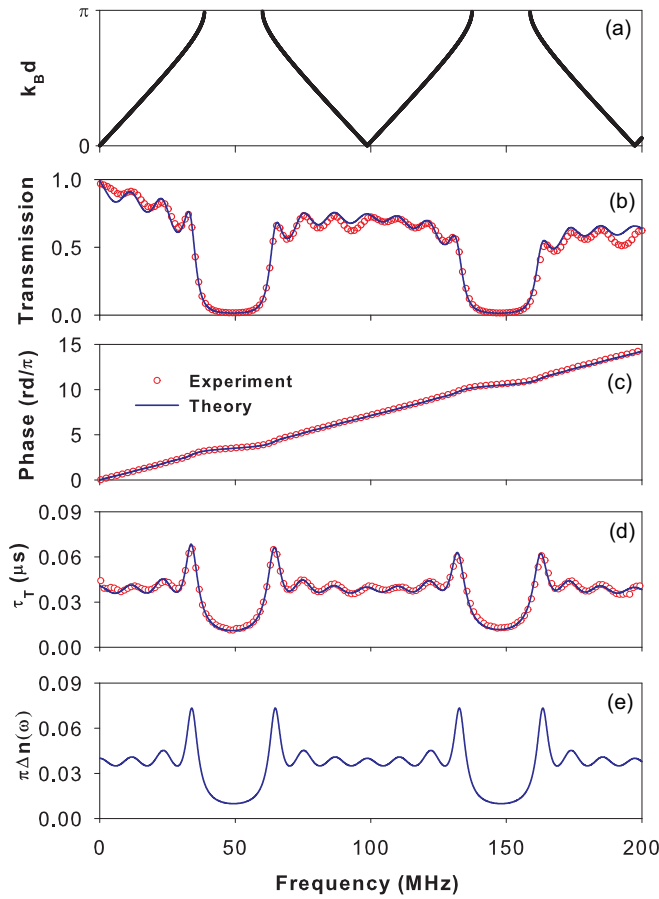 π
(a)
k_B d
0
1.0
(b)
Transmission
0.5
0.0
15
(c)
Phase (rd/π)
10
Experiment
Theory
5
0
0.09
(d)
τ_T (μs)
0.06
0.03
0.00
0.09
(e)
πΔn(ω)
0.06
0.03
0.00
0 50 100 150 200
Frequency (MHz)